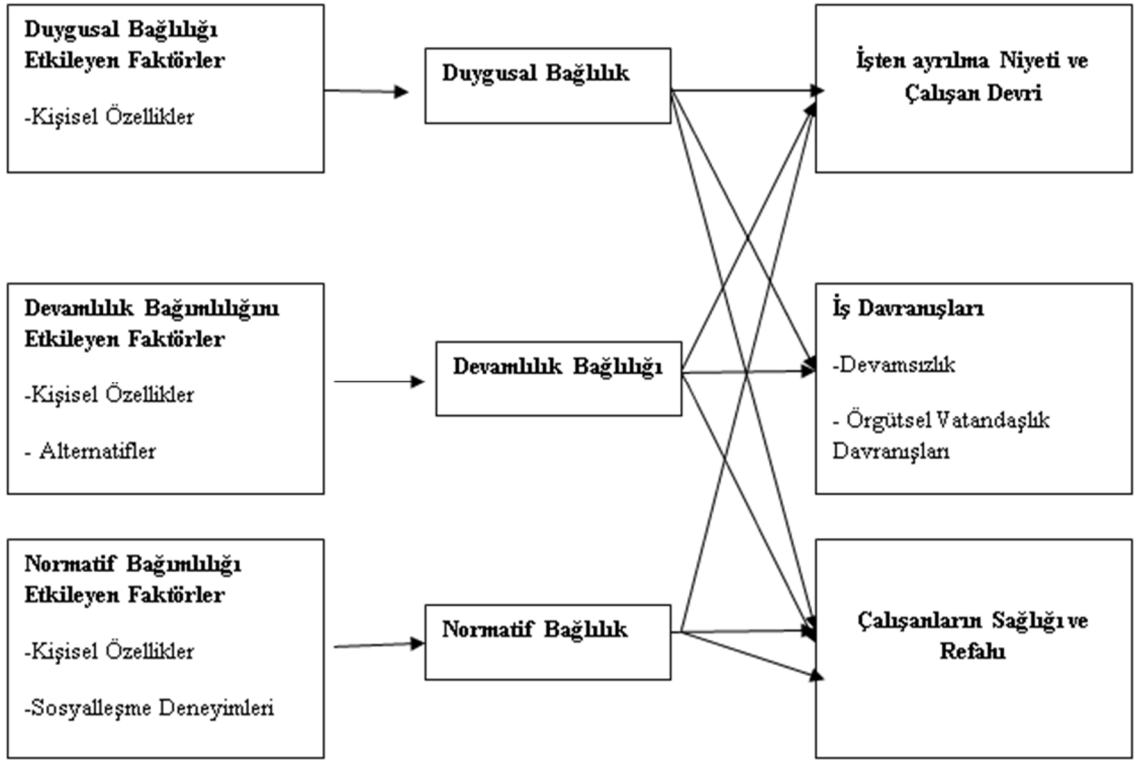 Duygusal Bağlılığı
Etkileyen Faktörler
-Kişisel Özellikler
Duygusal Bağlılık
İşten ayrılma Niyeti ve
Çalışan Devri
Devamlılık Bağımlılığını
Etkileyen Faktörler
-Kişisel Özellikler
- Alternatifler
Devamlılık Bağlılığı
İş Davranışları
-Devamsızlık
- Örgütsel Vatandaşlık
Davranışları
Normatif Bağımlılığı
Etkileyen Faktörler
-Kişisel Özellikler
-Sosyalleşme Deneyimleri
Normatif Bağlılık
Çalışanların Sağlığı ve
Refahı